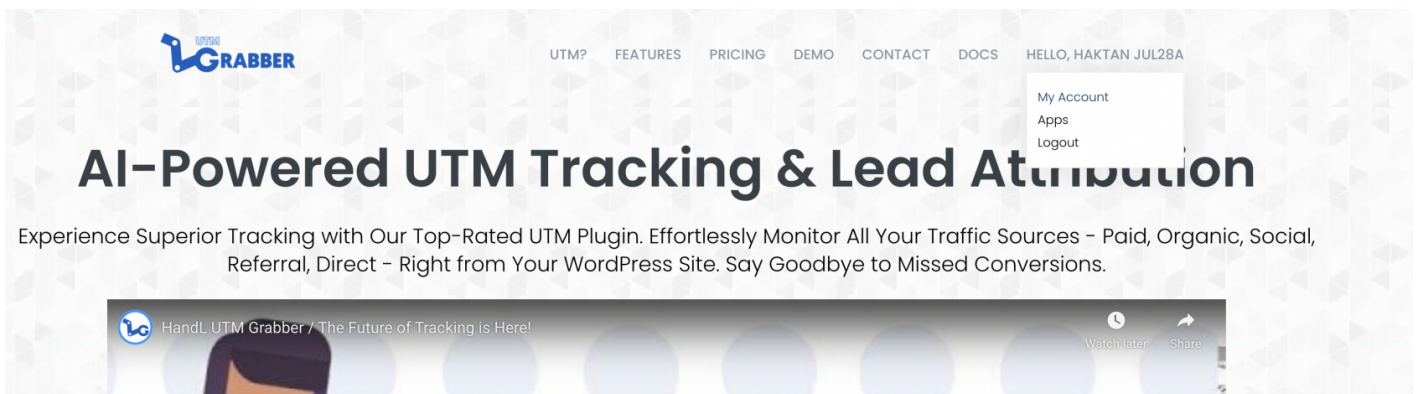 UTM
GRABBER
UTM? FEATURES PRICING DEMO CONTACT DOCS HELLO, HAKTAN JUL28A
My Account
Apps
Logout
AI-Powered UTM Tracking & Lead Attribution
Experience Superior Tracking with Our Top-Rated UTM Plugin. Effortlessly Monitor All Your Traffic Sources - Paid, Organic, Social,
Referral, Direct - Right from Your WordPress Site. Say Goodbye to Missed Conversions.
HandL UTM Grabber / The Future of Tracking is Here!
Watch later Share